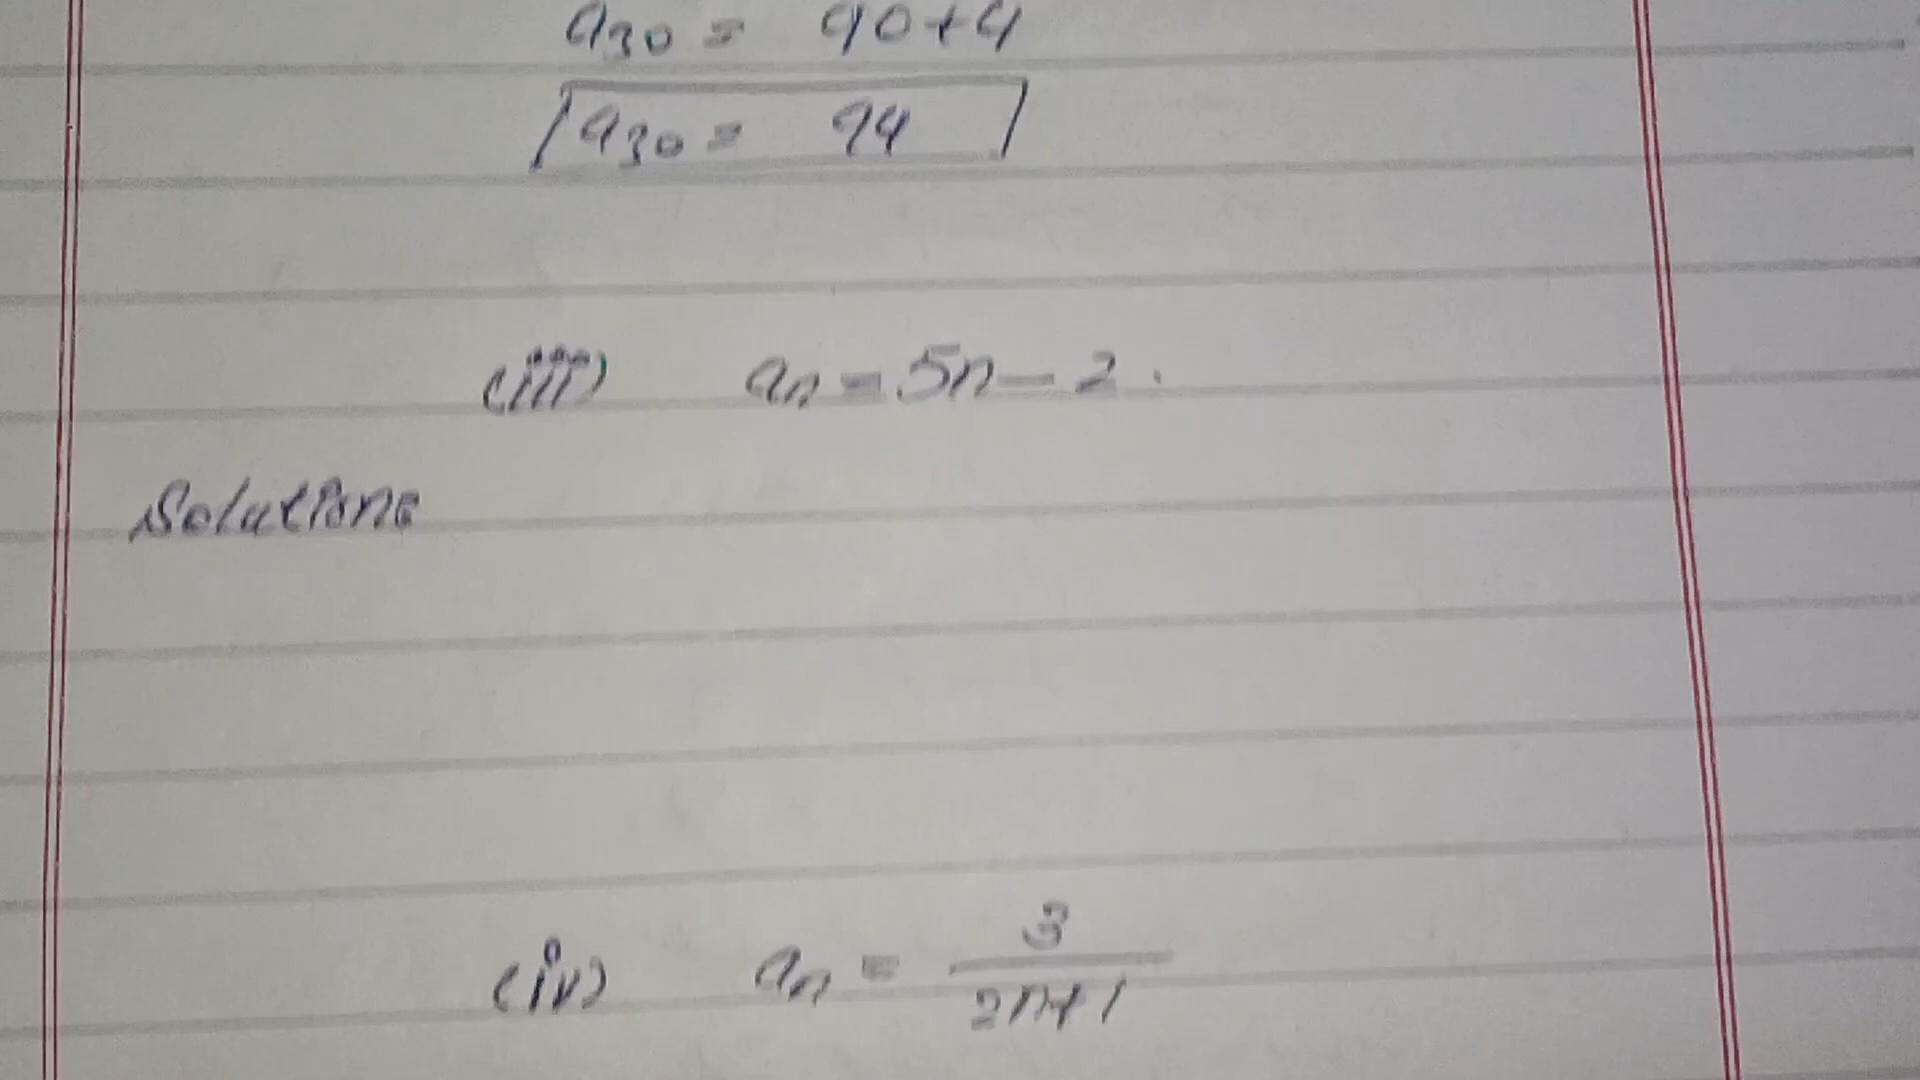 a₃₀ = 90+4
a₃₀ = 94
(iii) aₙ = 5n - 2.
Solution:
(iv) aₙ = 3/(2n+1)